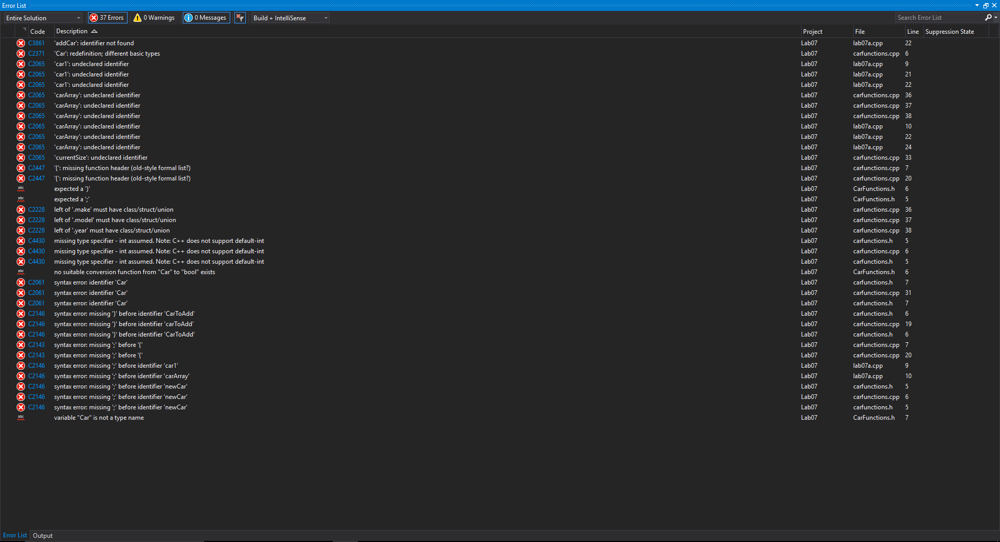 Error List
Entire Solution 37 Errors 0 Warnings 0 Messages Build + IntelliSense Search Error List
Code Description Project File Line Suppression State
C3861 'addCar': identifier not found Lab07 lab07a.cpp 22
C2371 'Car': redefinition; different basic types Lab07 carfunctions.cpp 6
C2065 'car1': undeclared identifier Lab07 lab07a.cpp 9
C2065 'car1': undeclared identifier Lab07 lab07a.cpp 21
C2065 'car1': undeclared identifier Lab07 lab07a.cpp 22
C2065 'carArray': undeclared identifier Lab07 carfunctions.cpp 36
C2065 'carArray': undeclared identifier Lab07 carfunctions.cpp 37
C2065 'carArray': undeclared identifier Lab07 carfunctions.cpp 38
C2065 'carArray': undeclared identifier Lab07 lab07a.cpp 10
C2065 'carArray': undeclared identifier Lab07 lab07a.cpp 22
C2065 'carArray': undeclared identifier Lab07 lab07a.cpp 24
C2065 'currentSize': undeclared identifier Lab07 carfunctions.cpp 33
C2447 '{': missing function header (old-style formal list?) Lab07 carfunctions.cpp 7
C2447 '{': missing function header (old-style formal list?) Lab07 carfunctions.cpp 20
abc expected a ')' Lab07 CarFunctions.h 6
abc expected a ';' Lab07 CarFunctions.h 5
C2228 left of '.make' must have class/struct/union Lab07 carfunctions.cpp 36
C2228 left of '.model' must have class/struct/union Lab07 carfunctions.cpp 37
C2228 left of '.year' must have class/struct/union Lab07 carfunctions.cpp 38
C4430 missing type specifier - int assumed. Note: C++ does not support default-int Lab07 carfunctions.h 5
C4430 missing type specifier - int assumed. Note: C++ does not support default-int Lab07 carfunctions.cpp 6
C4430 missing type specifier - int assumed. Note: C++ does not support default-int Lab07 carfunctions.h 5
abc no suitable conversion function from "Car" to "bool" exists Lab07 CarFunctions.h 6
C2061 syntax error: identifier 'Car' Lab07 carfunctions.h 7
C2061 syntax error: identifier 'Car' Lab07 carfunctions.cpp 31
C2061 syntax error: identifier 'Car' Lab07 carfunctions.h 7
C2146 syntax error: missing ')' before identifier 'CarToAdd' Lab07 carfunctions.h 6
C2146 syntax error: missing ')' before identifier 'carToAdd' Lab07 carfunctions.cpp 19
C2146 syntax error: missing ')' before identifier 'CarToAdd' Lab07 carfunctions.h 6
C2143 syntax error: missing ';' before '{' Lab07 carfunctions.cpp 7
C2143 syntax error: missing ';' before '{' Lab07 carfunctions.cpp 20
C2146 syntax error: missing ';' before identifier 'car1' Lab07 lab07a.cpp 9
C2146 syntax error: missing ';' before identifier 'carArray' Lab07 lab07a.cpp 10
C2146 syntax error: missing ';' before identifier 'newCar' Lab07 carfunctions.h 5
C2146 syntax error: missing ';' before identifier 'newCar' Lab07 carfunctions.cpp 6
C2146 syntax error: missing ';' before identifier 'newCar' Lab07 carfunctions.h 5
abc variable "Car" is not a type name Lab07 CarFunctions.h 7
Error List Output